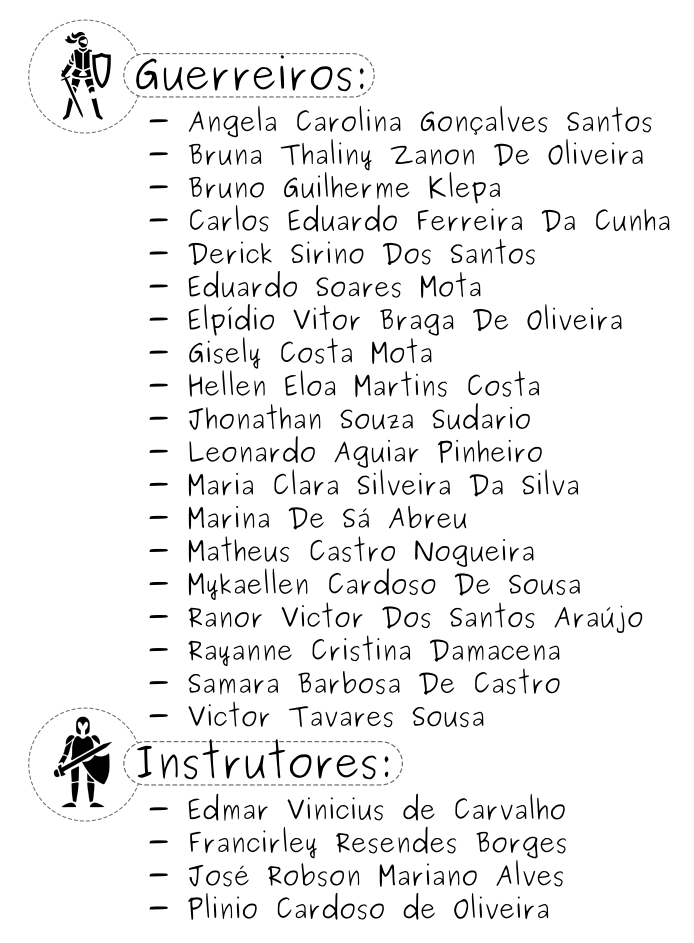 Guerreiros:
– Angela Carolina Gonçalves Santos
– Bruna Thaliny Zanon De Oliveira
– Bruno Guilherme Klepa
– Carlos Eduardo Ferreira Da Cunha
– Derick Sirino Dos Santos
– Eduardo Soares Mota
– Elpídio Vitor Braga De Oliveira
– Gisely Costa Mota
– Hellen Eloa Martins Costa
– Jhonathan Souza Sudario
– Leonardo Aguiar Pinheiro
– Maria Clara Silveira Da Silva
– Marina De Sá Abreu
– Matheus Castro Nogueira
– Mykaellen Cardoso De Sousa
– Ranor Victor Dos Santos Araújo
– Rayanne Cristina Damacena
– Samara Barbosa De Castro
– Victor Tavares Sousa
Instrutores:
– Edmar Vinicius de Carvalho
– Francirley Resendes Borges
– José Robson Mariano Alves
– Plinio Cardoso de Oliveira